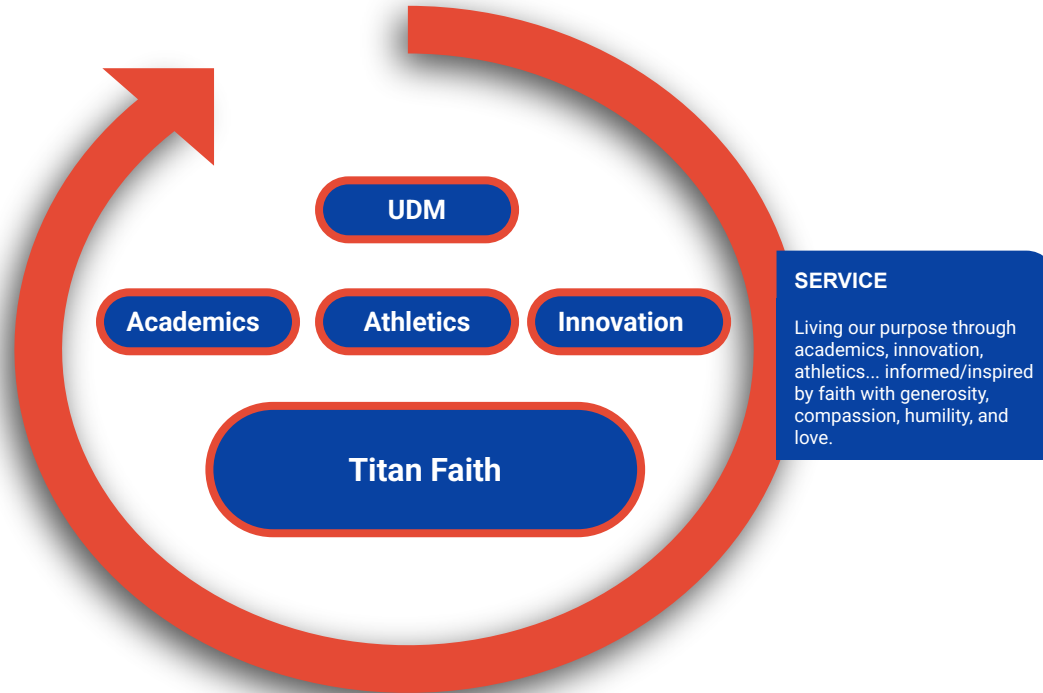 UDM
Academics
Athletics
Innovation
Titan Faith
SERVICE
Living our purpose through
academics, innovation,
athletics... informed/inspired
by faith with generosity,
compassion, humility, and
love.